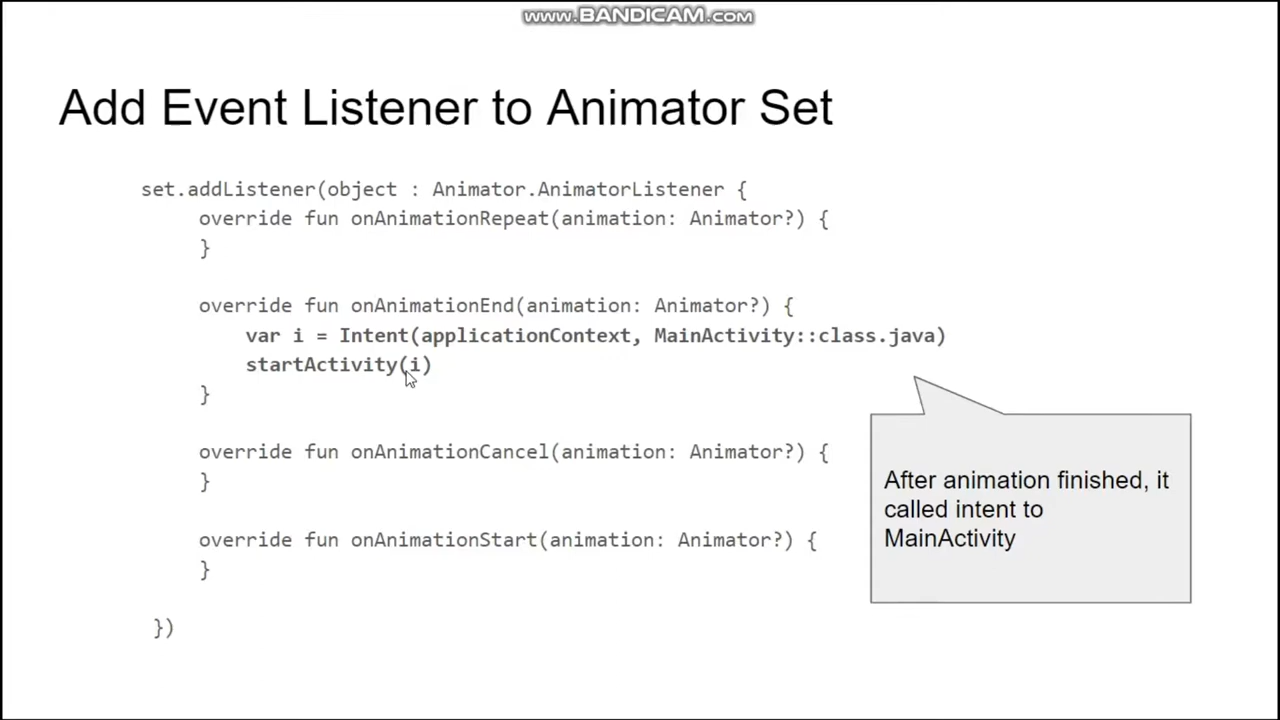 www.BANDICAM.com
Add Event Listener to Animator Set
set.addListener(object : Animator.AnimatorListener {
override fun onAnimationRepeat(animation: Animator?) {
}
override fun onAnimationEnd(animation: Animator?) {
var i = Intent(applicationContext, MainActivity::class.java)
startActivity(i)
}
override fun onAnimationCancel(animation: Animator?) {
}
override fun onAnimationStart(animation: Animator?) {
}
})
After animation finished, it
called intent to
MainActivity